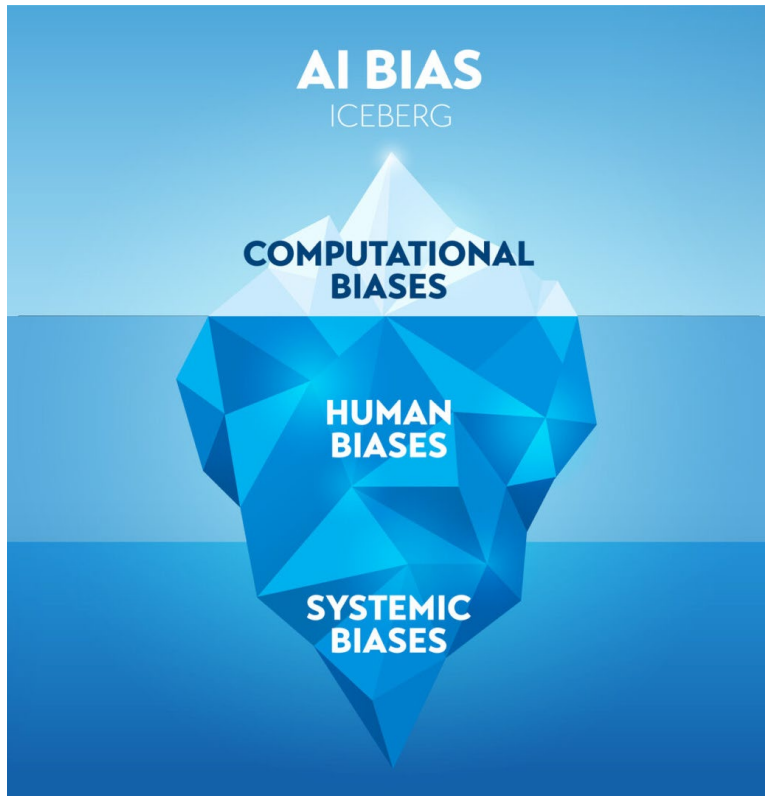 AI BIAS
ICEBERG
COMPUTATIONAL
BIASES
HUMAN
BIASES
SYSTEMIC
BIASES